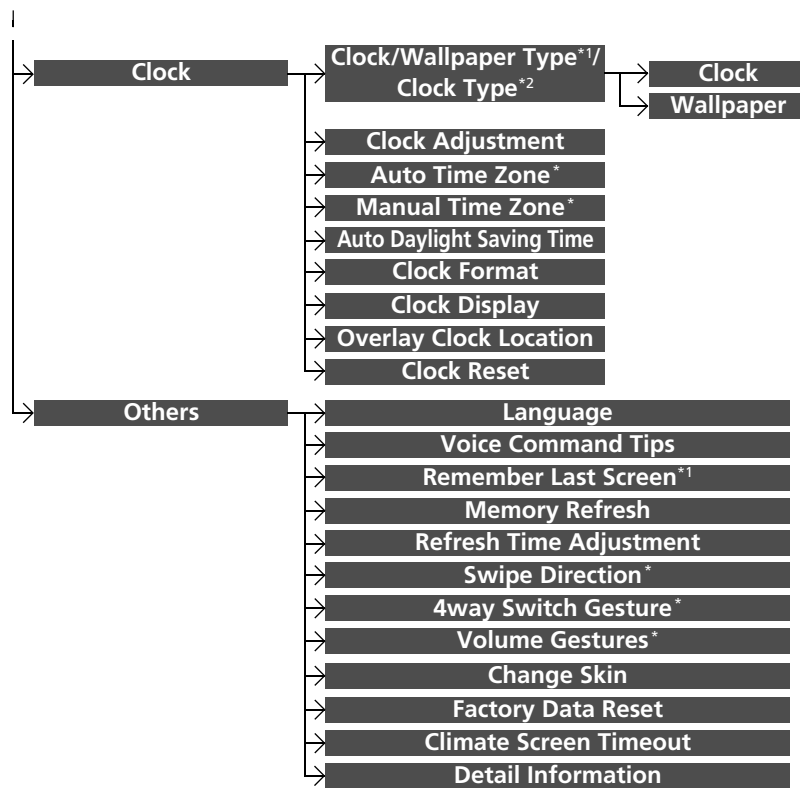 Clock
Clock/Wallpaper Type*1/
Clock Type*2
Clock
Wallpaper
Clock Adjustment
Auto Time Zone*
Manual Time Zone*
Auto Daylight Saving Time
Clock Format
Clock Display
Overlay Clock Location
Clock Reset
Others
Language
Voice Command Tips
Remember Last Screen*1
Memory Refresh
Refresh Time Adjustment
Swipe Direction*
4way Switch Gesture*
Volume Gestures*
Change Skin
Factory Data Reset
Climate Screen Timeout
Detail Information